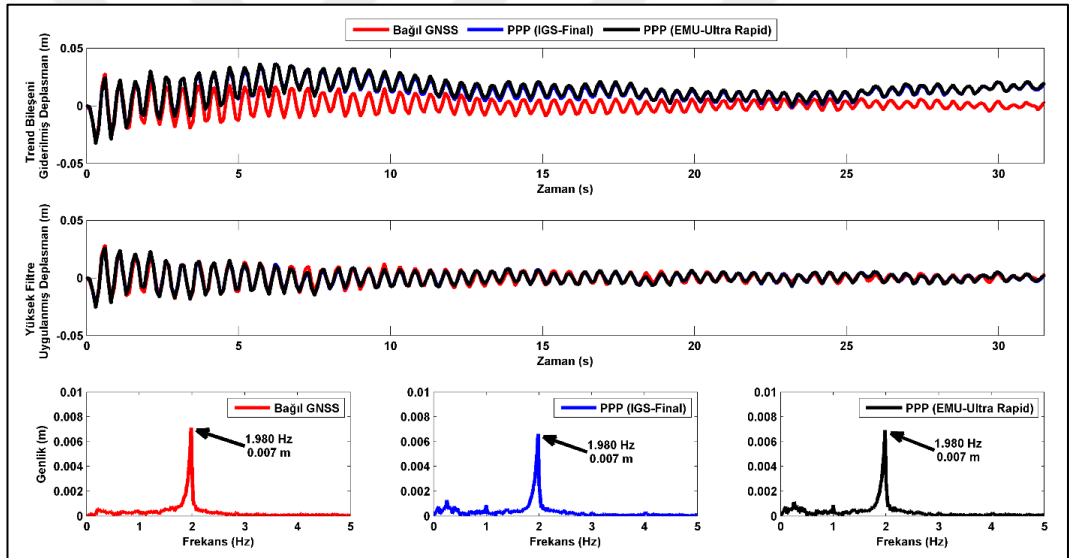 Bağıl GNSS PPP (IGS-Final) PPP (EMU-Ultra Rapid)
Trend Bileşeni
Giderilmiş Deplasman (m)
0.05
0
-0.05
0 5 10 15 20 25 30
Zaman (s)
Yüksek Filtre
Uygulanmış Deplasman (m)
0.05
0
-0.05
0 5 10 15 20 25 30
Zaman (s)
Genlik (m)
0.01
0.008
0.006
0.004
0.002
0
Bağıl GNSS
1.980 Hz
0.007 m
0 1 2 3 4 5
Frekans (Hz)
0.01
0.008
0.006
0.004
0.002
0
PPP (IGS-Final)
1.980 Hz
0.007 m
0 1 2 3 4 5
Frekans (Hz)
0.01
0.008
0.006
0.004
0.002
0
PPP (EMU-Ultra Rapid)
1.980 Hz
0.007 m
0 1 2 3 4 5
Frekans (Hz)